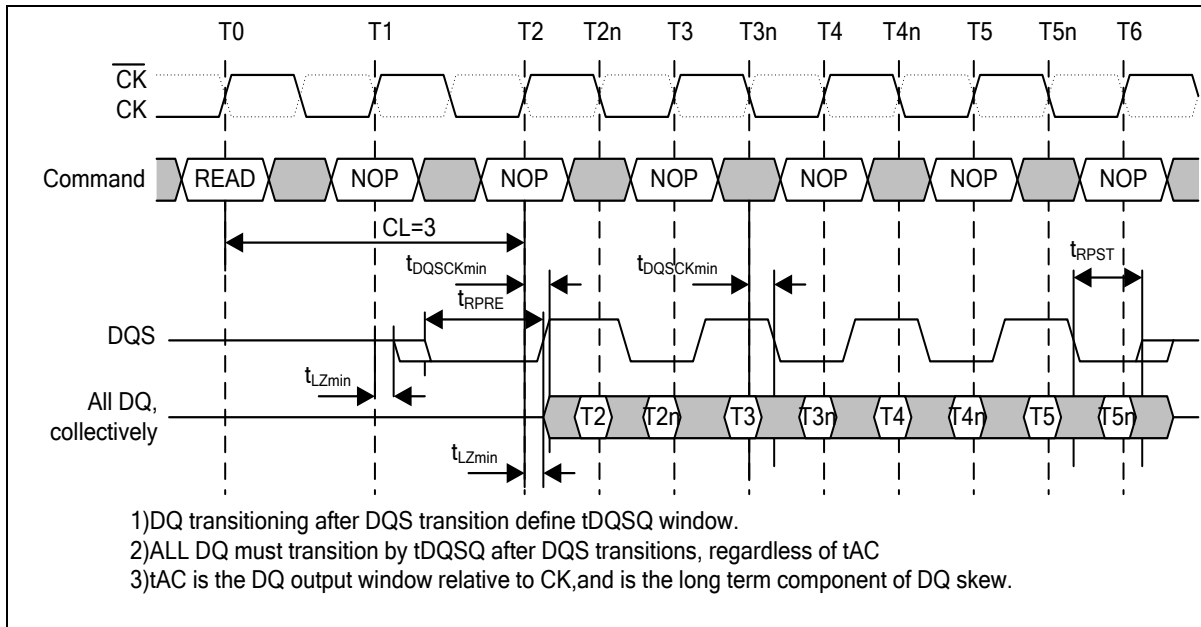 T0 T1 T2 T2n T3 T3n T4 T4n T5 T5n T6
CK
CK
Command READ NOP NOP NOP NOP NOP NOP
CL=3
tDQSCKmin tDQSCKmin tRPST
tRPRE
DQS
tLZmin
All DQ,
collectively
T2 T2n T3 T3n T4 T4n T5 T5n
tLZmin
1)DQ transitioning after DQS transition define tDQSQ window.
2)ALL DQ must transition by tDQSQ after DQS transitions, regardless of tAC
3)tAC is the DQ output window relative to CK,and is the long term component of DQ skew.